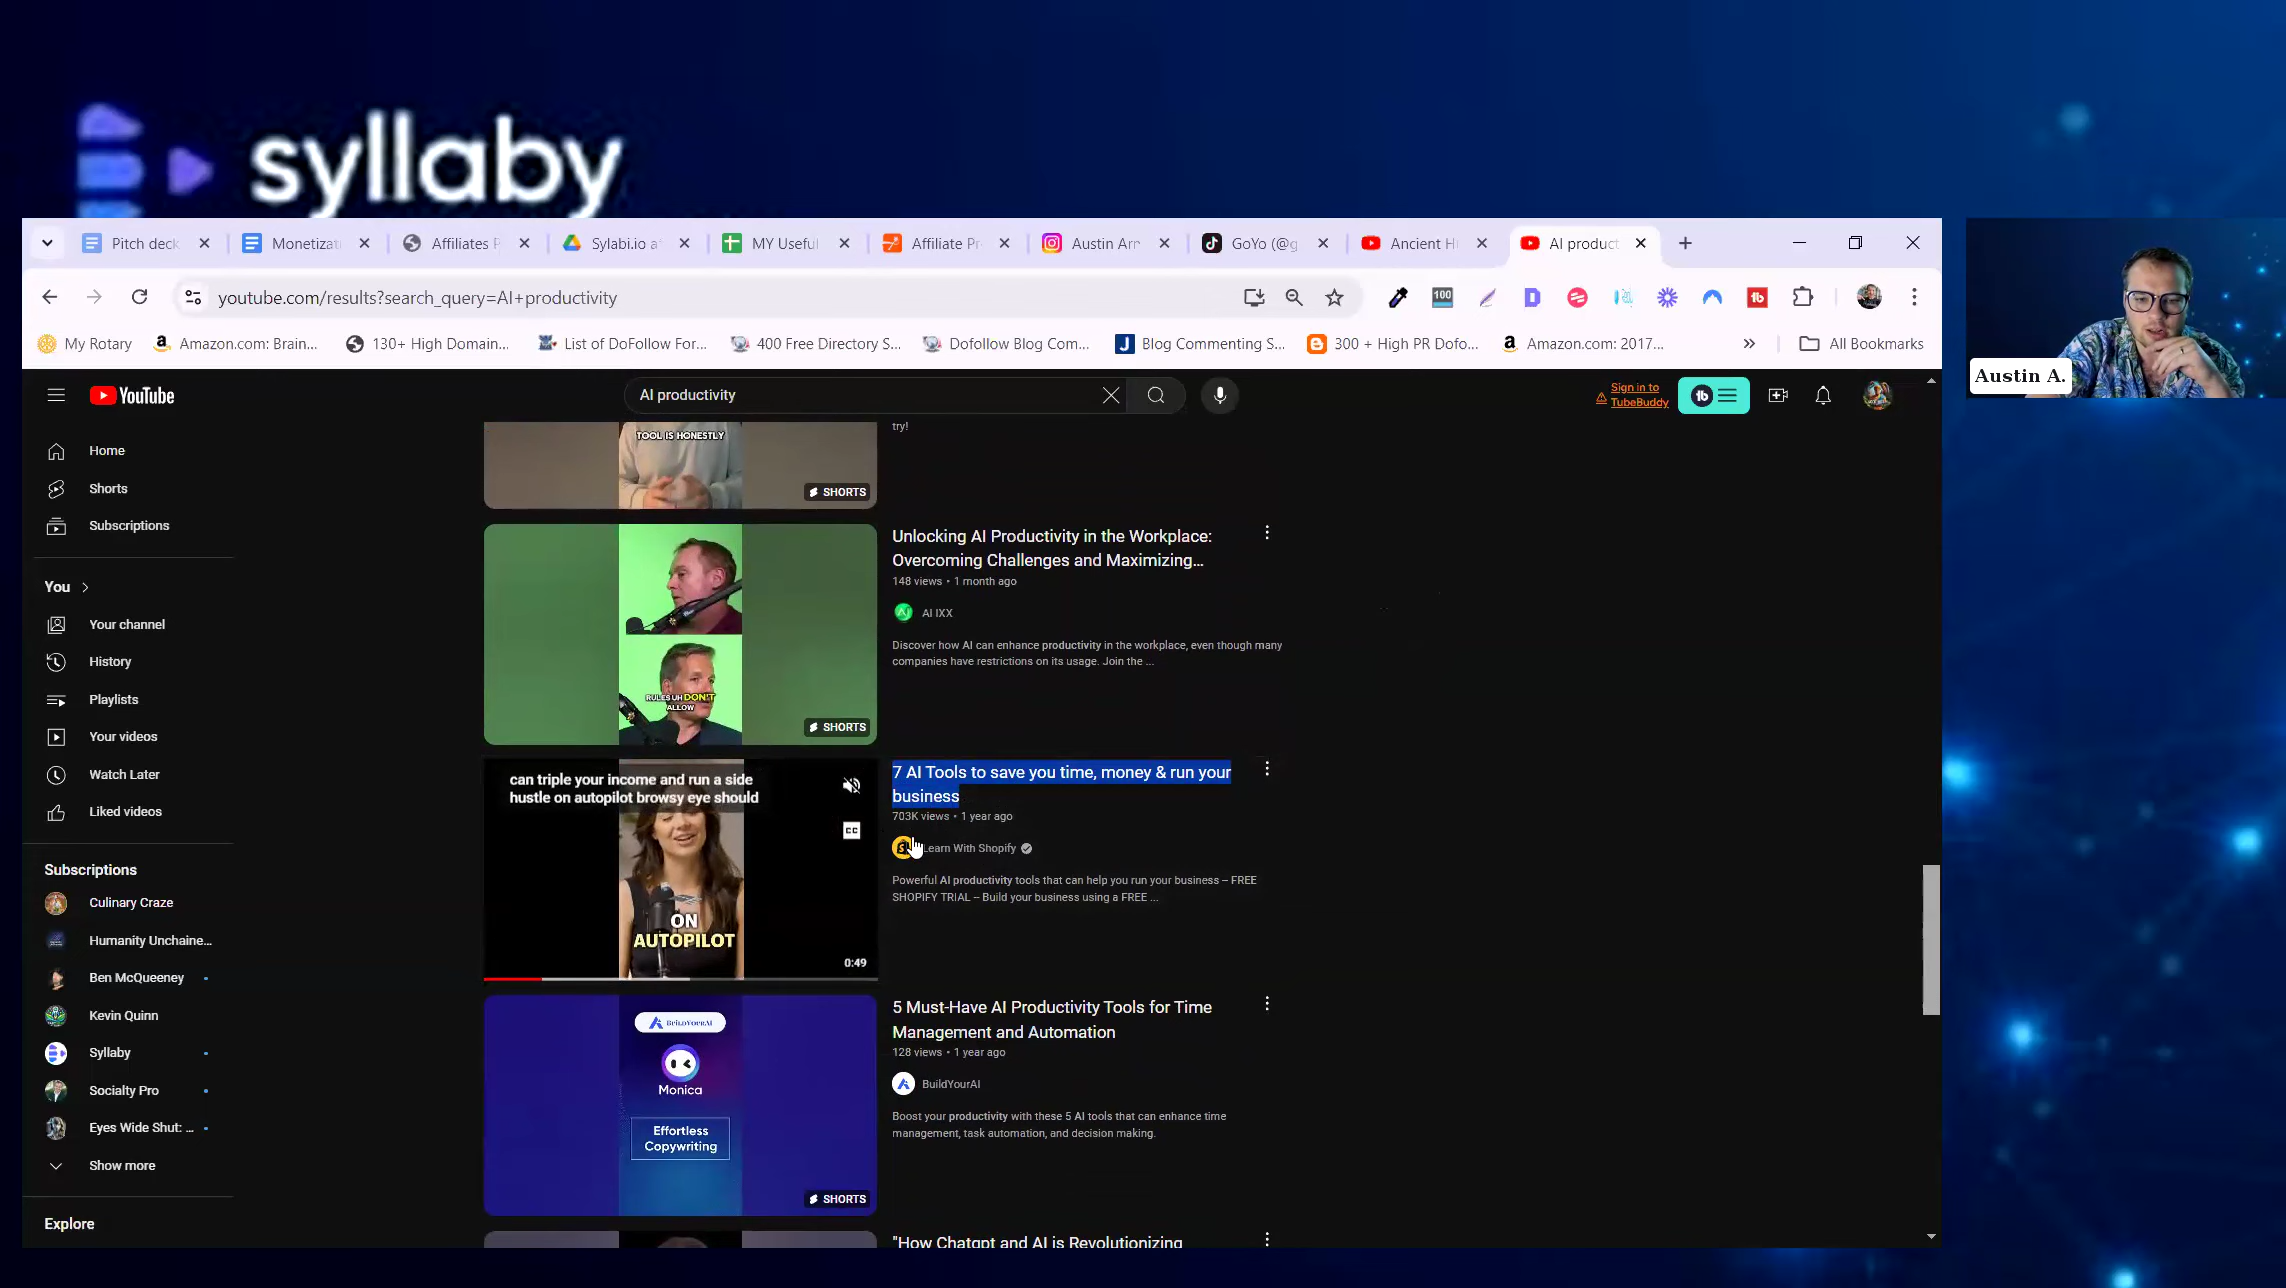 syllaby
Pitch deck
Monetizat
Affiliates P
Sylabi.io a
MY Useful
Affiliate Pr
Austin Arn
GoYo (@g
Ancient Hi
AI product
youtube.com/results?search_query=AI+productivity
100
D
tb
My Rotary
Amazon.com: Brain...
130+ High Domain...
List of DoFollow For...
400 Free Directory S...
Dofollow Blog Com...
Blog Commenting S...
300 + High PR Dofo...
Amazon.com: 2017...
All Bookmarks
Austin A.
YouTube
AI productivity
Sign in to
TubeBuddy
tb
Home
Shorts
Subscriptions
You
Your channel
History
Playlists
Your videos
Watch Later
Liked videos
Subscriptions
Culinary Craze
Humanity Unchaine...
Ben McQueeney
Kevin Quinn
Syllaby
Socialty Pro
Eyes Wide Shut: ...
Show more
Explore
TOOL IS HONESTLY
SHORTS
try!
RULES UH DON'T
ALLOW
SHORTS
Unlocking AI Productivity in the Workplace:
Overcoming Challenges and Maximizing...
148 views • 1 month ago
AI IXX
Discover how AI can enhance productivity in the workplace, even though many
companies have restrictions on its usage. Join the ...
can triple your income and run a side
hustle on autopilot browsy eye should
CC
ON
AUTOPILOT
0:49
7 AI Tools to save you time, money & run your
business
703K views • 1 year ago
Learn With Shopify
Powerful AI productivity tools that can help you run your business – FREE
SHOPIFY TRIAL – Build your business using a FREE ...
BUILDYOURAI
Monica
Effortless
Copywriting
SHORTS
5 Must-Have AI Productivity Tools for Time
Management and Automation
128 views • 1 year ago
BuildYourAI
Boost your productivity with these 5 AI tools that can enhance time
management, task automation, and decision making.
"How Chatgpt and AI is Revolutionizing